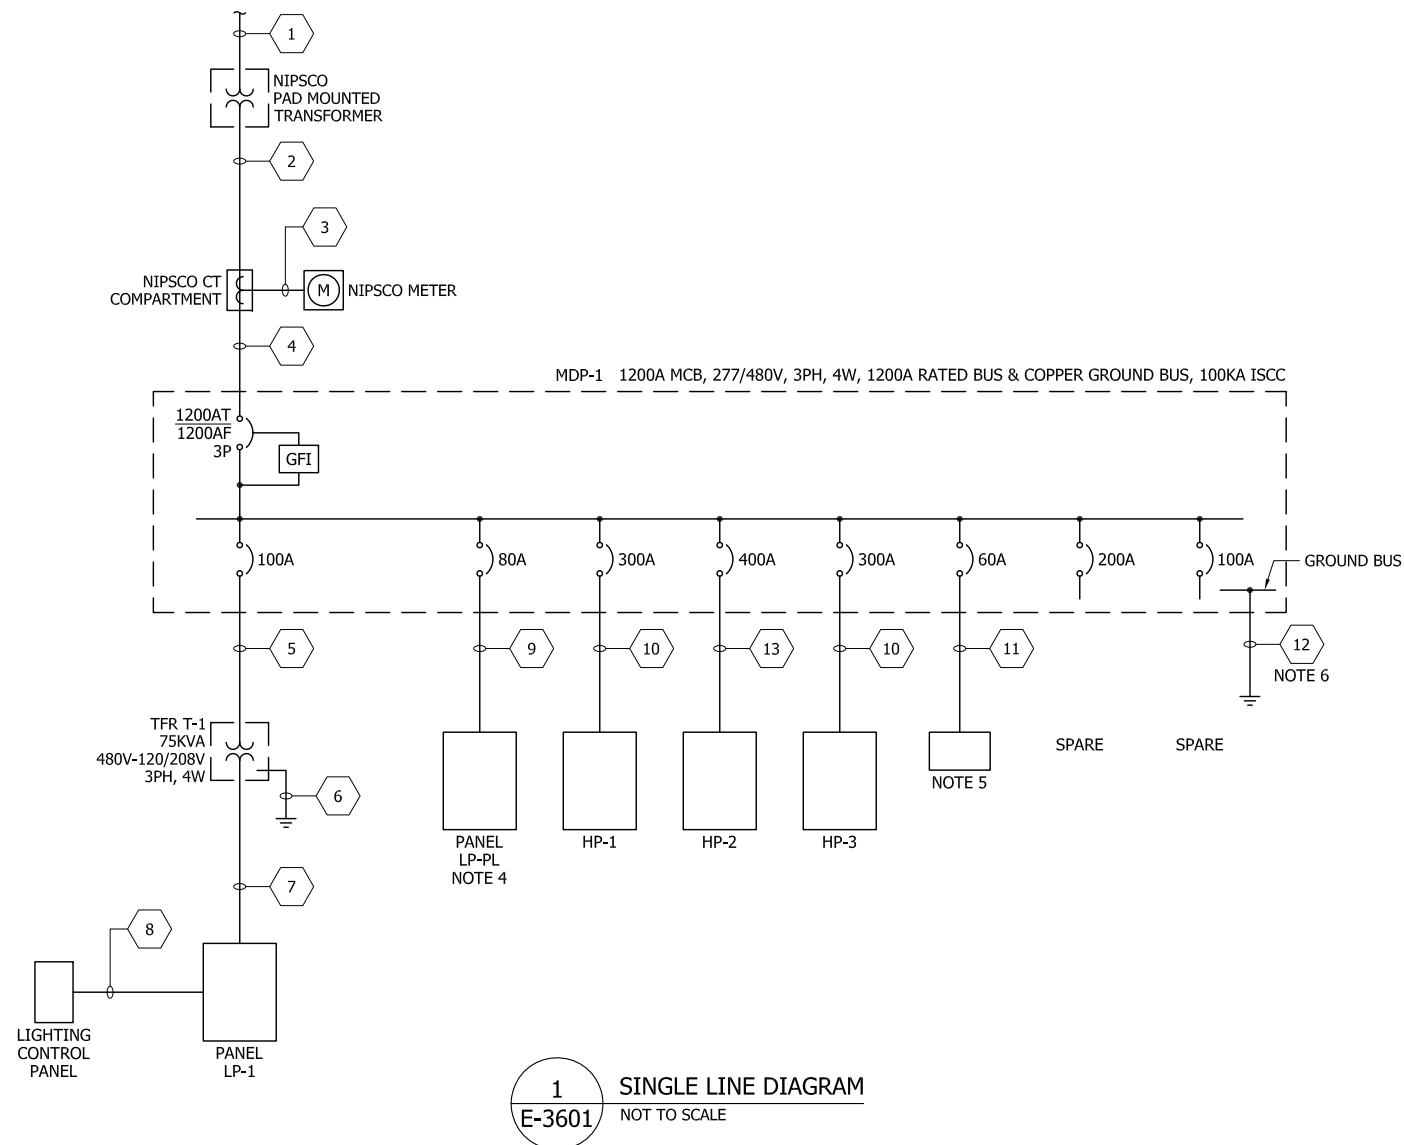 1
NIPSCO
PAD MOUNTED
TRANSFORMER
2
3
NIPSCO CT
COMPARTMENT
M
NIPSCO METER
4
MDP-1 1200A MCB, 277/480V, 3PH, 4W, 1200A RATED BUS & COPPER GROUND BUS, 100KA ISCC
1200AT
1200AF
3P
GFI
100A
80A
300A
400A
300A
60A
200A
100A
GROUND BUS
5
9
10
13
10
11
12
NOTE 6
TFR T-1
75KVA
480V-120/208V
3PH, 4W
6
PANEL
LP-PL
NOTE 4
HP-1
HP-2
HP-3
NOTE 5
SPARE
SPARE
7
8
LIGHTING
CONTROL
PANEL
PANEL
LP-1
1
E-3601
SINGLE LINE DIAGRAM
NOT TO SCALE